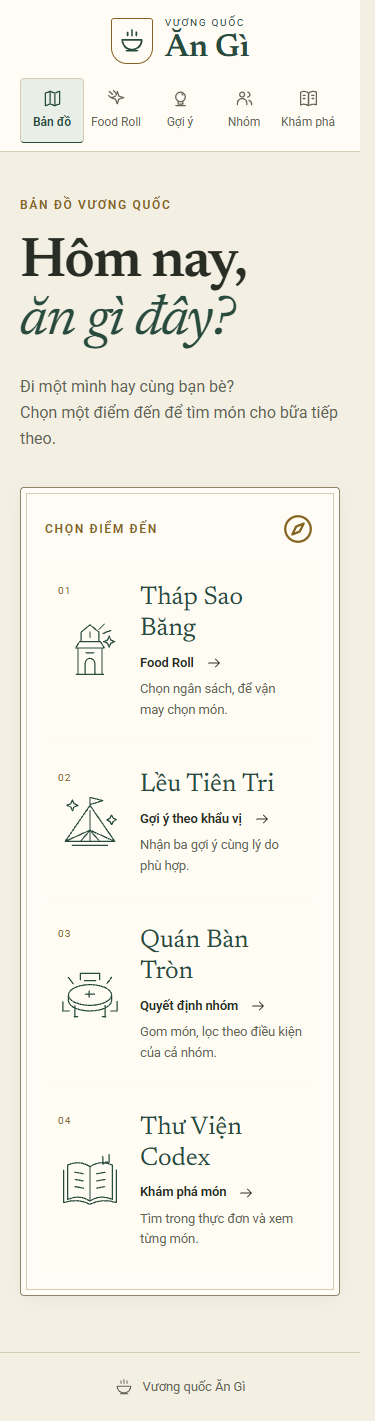 VƯƠNG QUỐC
Ăn Gì
Bản đồ
Food Roll
Gợi ý
Nhóm
Khám phá
BẢN ĐỒ VƯƠNG QUỐC
Hôm nay,
ăn gì đây?
Đi một mình hay cùng bạn bè?
Chọn một điểm đến để tìm món cho bữa tiếp
theo.
CHỌN ĐIỂM ĐẾN
01
Tháp Sao
Băng
Food Roll →
Chọn ngân sách, để vận
may chọn món.
02
Lều Tiên Tri
Gợi ý theo khẩu vị →
Nhận ba gợi ý cùng lý do
phù hợp.
03
Quán Bàn
Tròn
Quyết định nhóm →
Gom món, lọc theo điều kiện
của cả nhóm.
04
Thư Viện
Codex
Khám phá món →
Tìm trong thực đơn và xem
từng món.
Vương quốc Ăn Gì